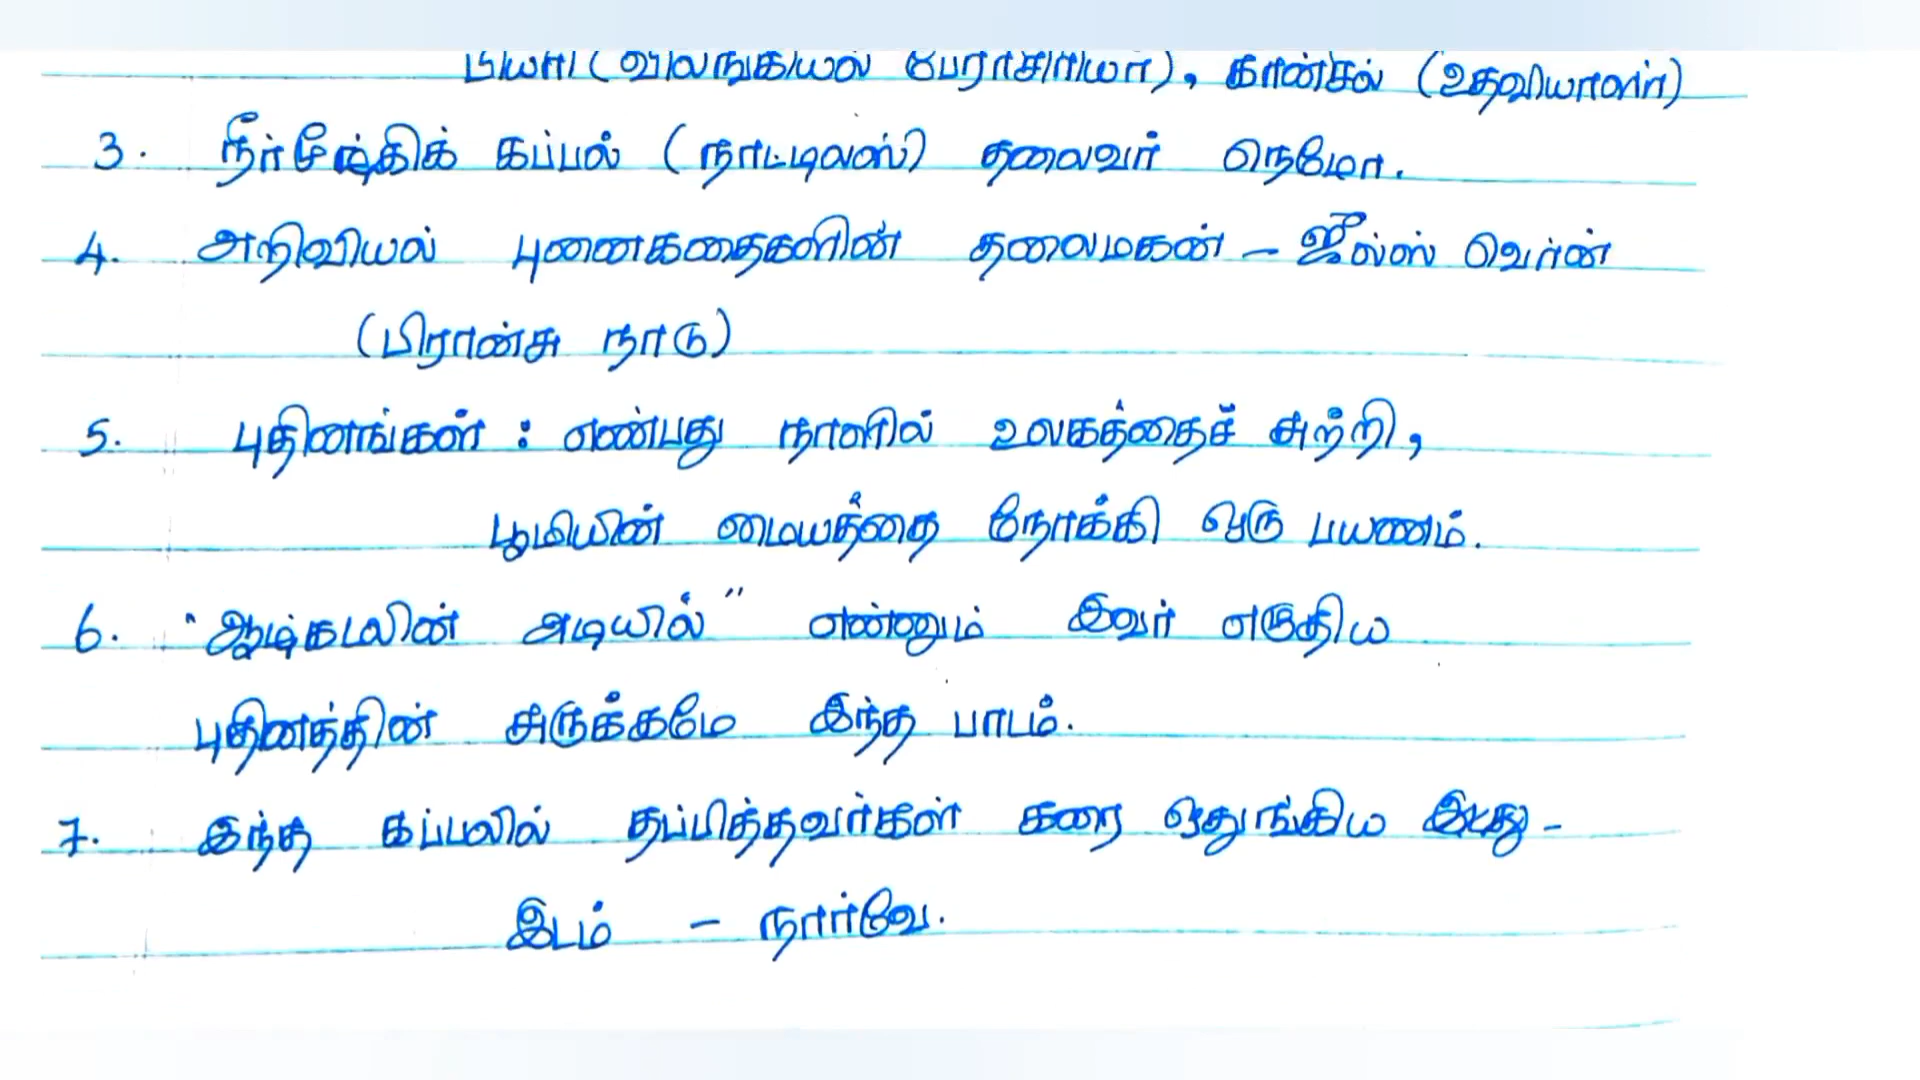 பியர் (விலங்கியல் பேராசிரியர்), கான்சீல் (உதவியாளர்)
3. நீர்மூழ்கிக் கப்பல் (நாட்டிலஸ்) தலைவர் நெமோ.
4. அறிவியல் புனைகதைகளின் தலைமகன் – ஜீல்ஸ் வெர்ன்
(பிரான்சு நாடு)
5. புதினங்கள் : எண்பது நாளில் உலகத்தைச் சுற்றி,
பூமியின் மையத்தை நோக்கி ஒரு பயணம்.
6. "ஆழ்கடலின் அடியில்" என்னும் இவர் எழுதிய
புதினத்தின் சுருக்கமே இந்த பாடம்.
7. இந்த கப்பலில் தப்பித்தவர்கள் கரை ஒதுங்கிய –
இடம் – நார்வே.